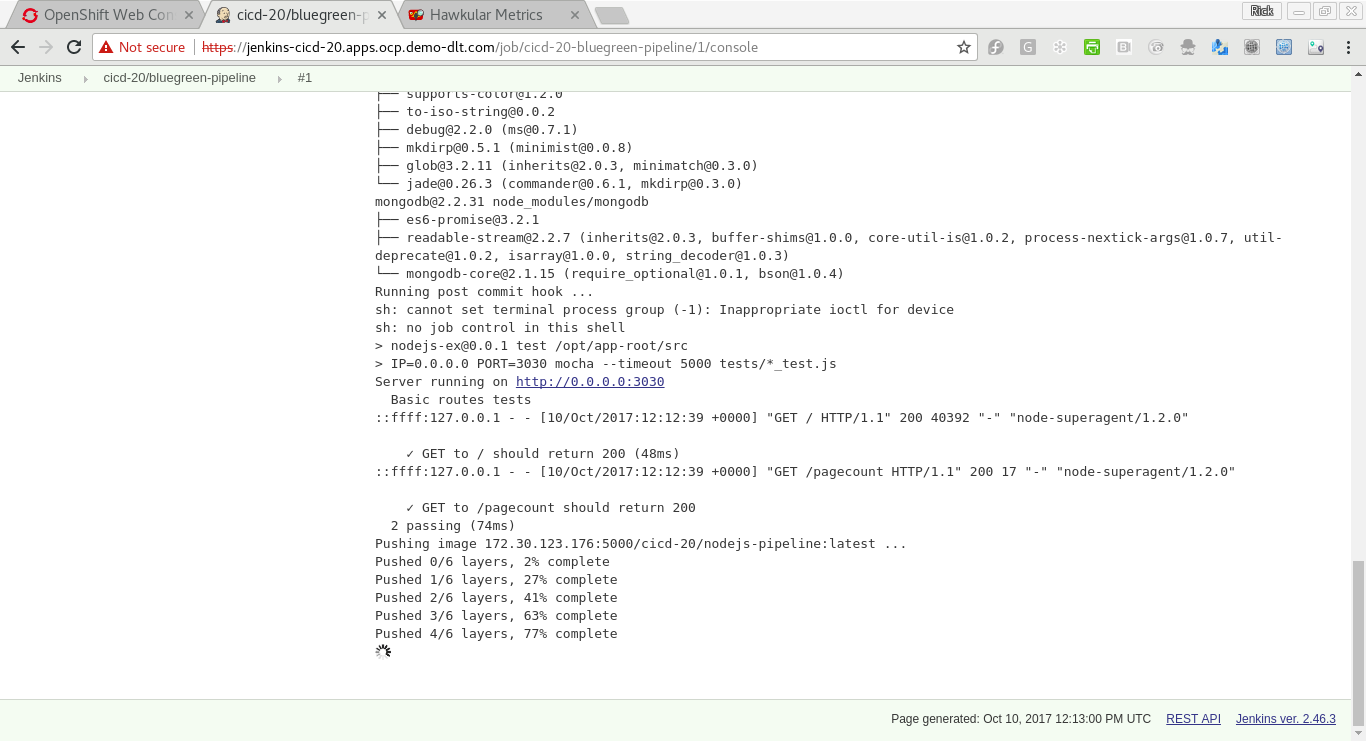 OpenShift Web Con
cicd-20/bluegreen-p
Hawkular Metrics
Rick
Not secure
https://jenkins-cicd-20.apps.ocp.demo-dlt.com/job/cicd-20-bluegreen-pipeline/1/console
Jenkins
cicd-20/bluegreen-pipeline
#1
├── supports-color@1.2.0
├── to-iso-string@0.0.2
├── debug@2.2.0 (ms@0.7.1)
├── mkdirp@0.5.1 (minimist@0.0.8)
├── glob@3.2.11 (inherits@2.0.3, minimatch@0.3.0)
└── jade@0.26.3 (commander@0.6.1, mkdirp@0.3.0)
mongodb@2.2.31 node_modules/mongodb
├── es6-promise@3.2.1
├── readable-stream@2.2.7 (inherits@2.0.3, buffer-shims@1.0.0, core-util-is@1.0.2, process-nextick-args@1.0.7, util-
deprecate@1.0.2, isarray@1.0.0, string_decoder@1.0.3)
└── mongodb-core@2.1.15 (require_optional@1.0.1, bson@1.0.4)
Running post commit hook ...
sh: cannot set terminal process group (-1): Inappropriate ioctl for device
sh: no job control in this shell
> nodejs-ex@0.0.1 test /opt/app-root/src
> IP=0.0.0.0 PORT=3030 mocha --timeout 5000 tests/*_test.js
Server running on http://0.0.0.0:3030
Basic routes tests
::ffff:127.0.0.1 - - [10/Oct/2017:12:12:39 +0000] "GET / HTTP/1.1" 200 40392 "-" "node-superagent/1.2.0"
✓ GET to / should return 200 (48ms)
::ffff:127.0.0.1 - - [10/Oct/2017:12:12:39 +0000] "GET /pagecount HTTP/1.1" 200 17 "-" "node-superagent/1.2.0"
✓ GET to /pagecount should return 200
2 passing (74ms)
Pushing image 172.30.123.176:5000/cicd-20/nodejs-pipeline:latest ...
Pushed 0/6 layers, 2% complete
Pushed 1/6 layers, 27% complete
Pushed 2/6 layers, 41% complete
Pushed 3/6 layers, 63% complete
Pushed 4/6 layers, 77% complete
Page generated: Oct 10, 2017 12:13:00 PM UTC
REST API
Jenkins ver. 2.46.3